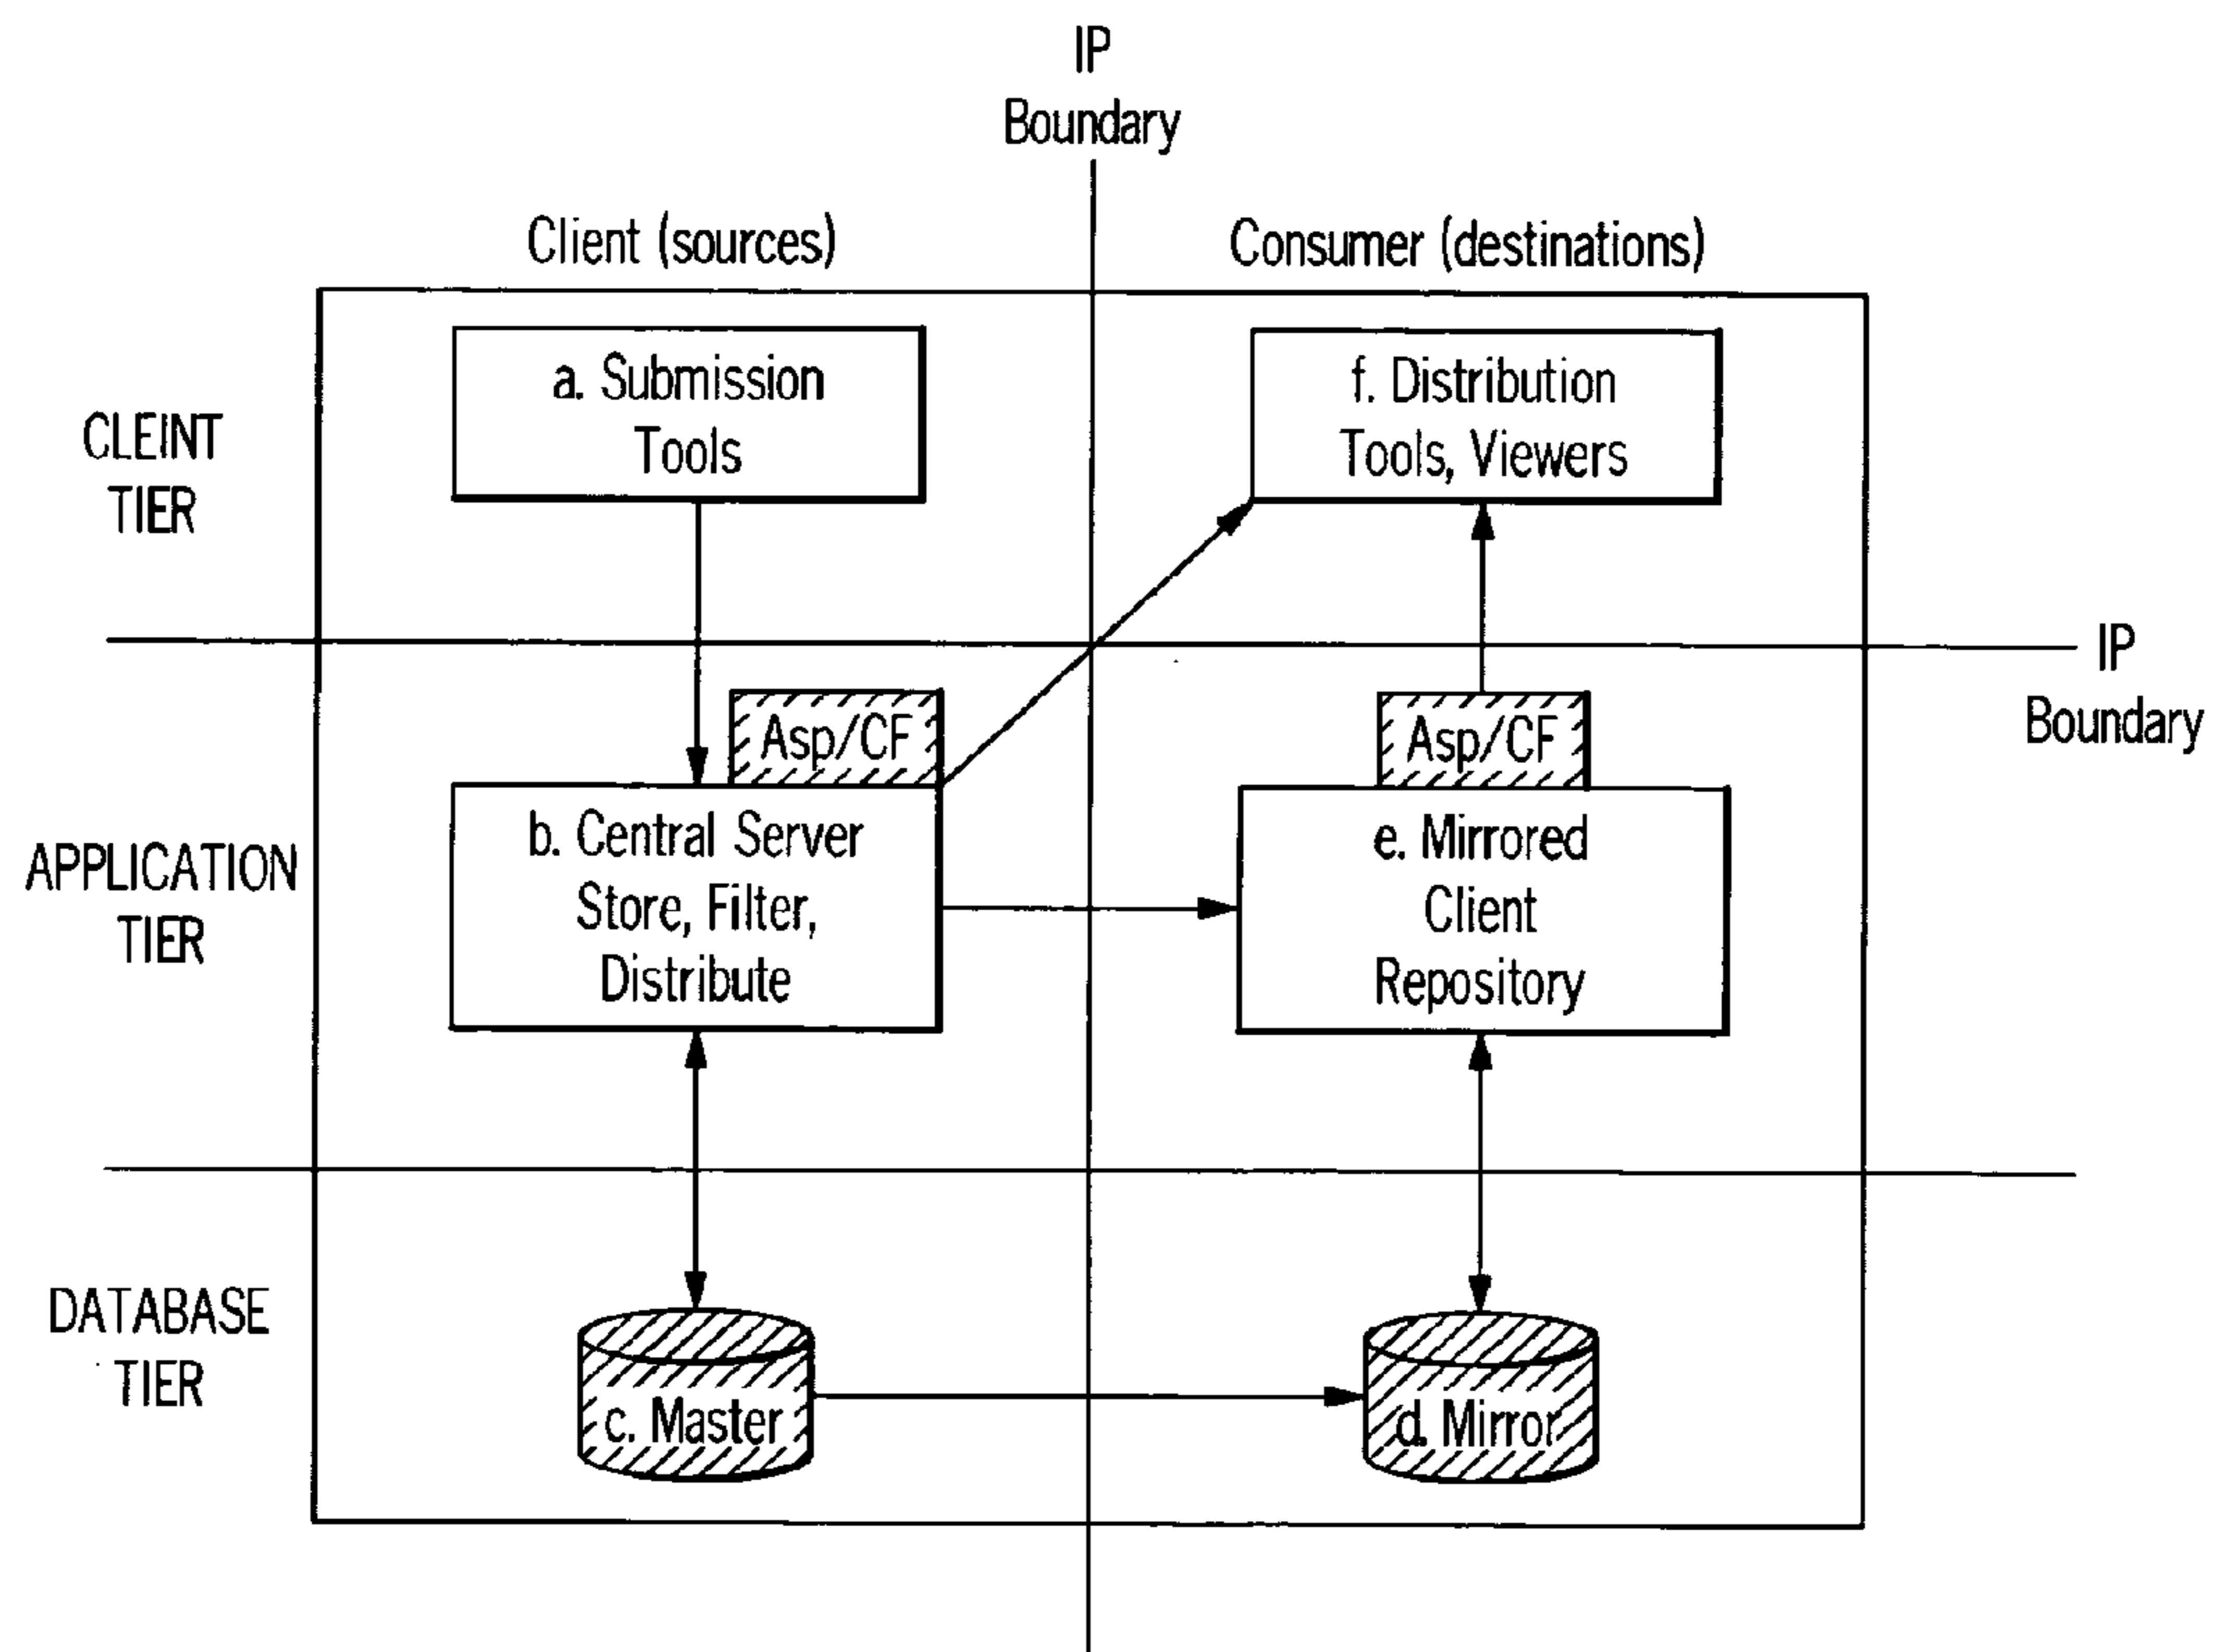 IP
Boundary
Client (sources)
Consumer (destinations)
CLEINT
TIER
a. Submission
Tools
f. Distribution
Tools, Viewers
IP
Boundary
APPLICATION
TIER
Asp/CF
b. Central Server
Store, Filter,
Distribute
Asp/CF
e. Mirrored
Client
Repository
DATABASE
TIER
c. Master
d. Mirror